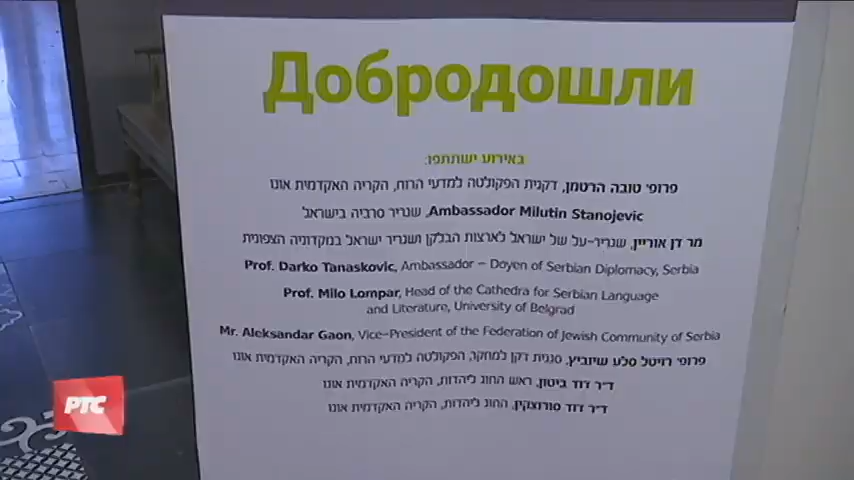 Добродошли
באירוע ישתתפו:
פרופ' טובה הרטמן, דקנית הפקולטה למדעי הרוח, הקריה האקדמית אונו
Ambassador Milutin Stanojevic, שגריר סרביה בישראל
מר דן אוריין, שגריר-על של ישראל לארצות הבלקן ושגריר ישראל במקדוניה הצפונית
Prof. Darko Tanaskovic, Ambassador – Doyen of Serbian Diplomacy, Serbia
Prof. Milo Lompar, Head of the Cathedra for Serbian Language
and Literature, University of Belgrad
Mr. Aleksandar Gaon, Vice-President of the Federation of Jewish Community of Serbia
פרופ' רויטל סלע שיוביץ, סגנית דקן למחקר, הפקולטה למדעי הרוח, הקריה האקדמית אונו
ד"ר דוד ביטון, ראש החוג ליהדות, הקריה האקדמית אונו
ד"ר דוד סורוצקין, החוג ליהדות, הקריה האקדמית אונו
РТС